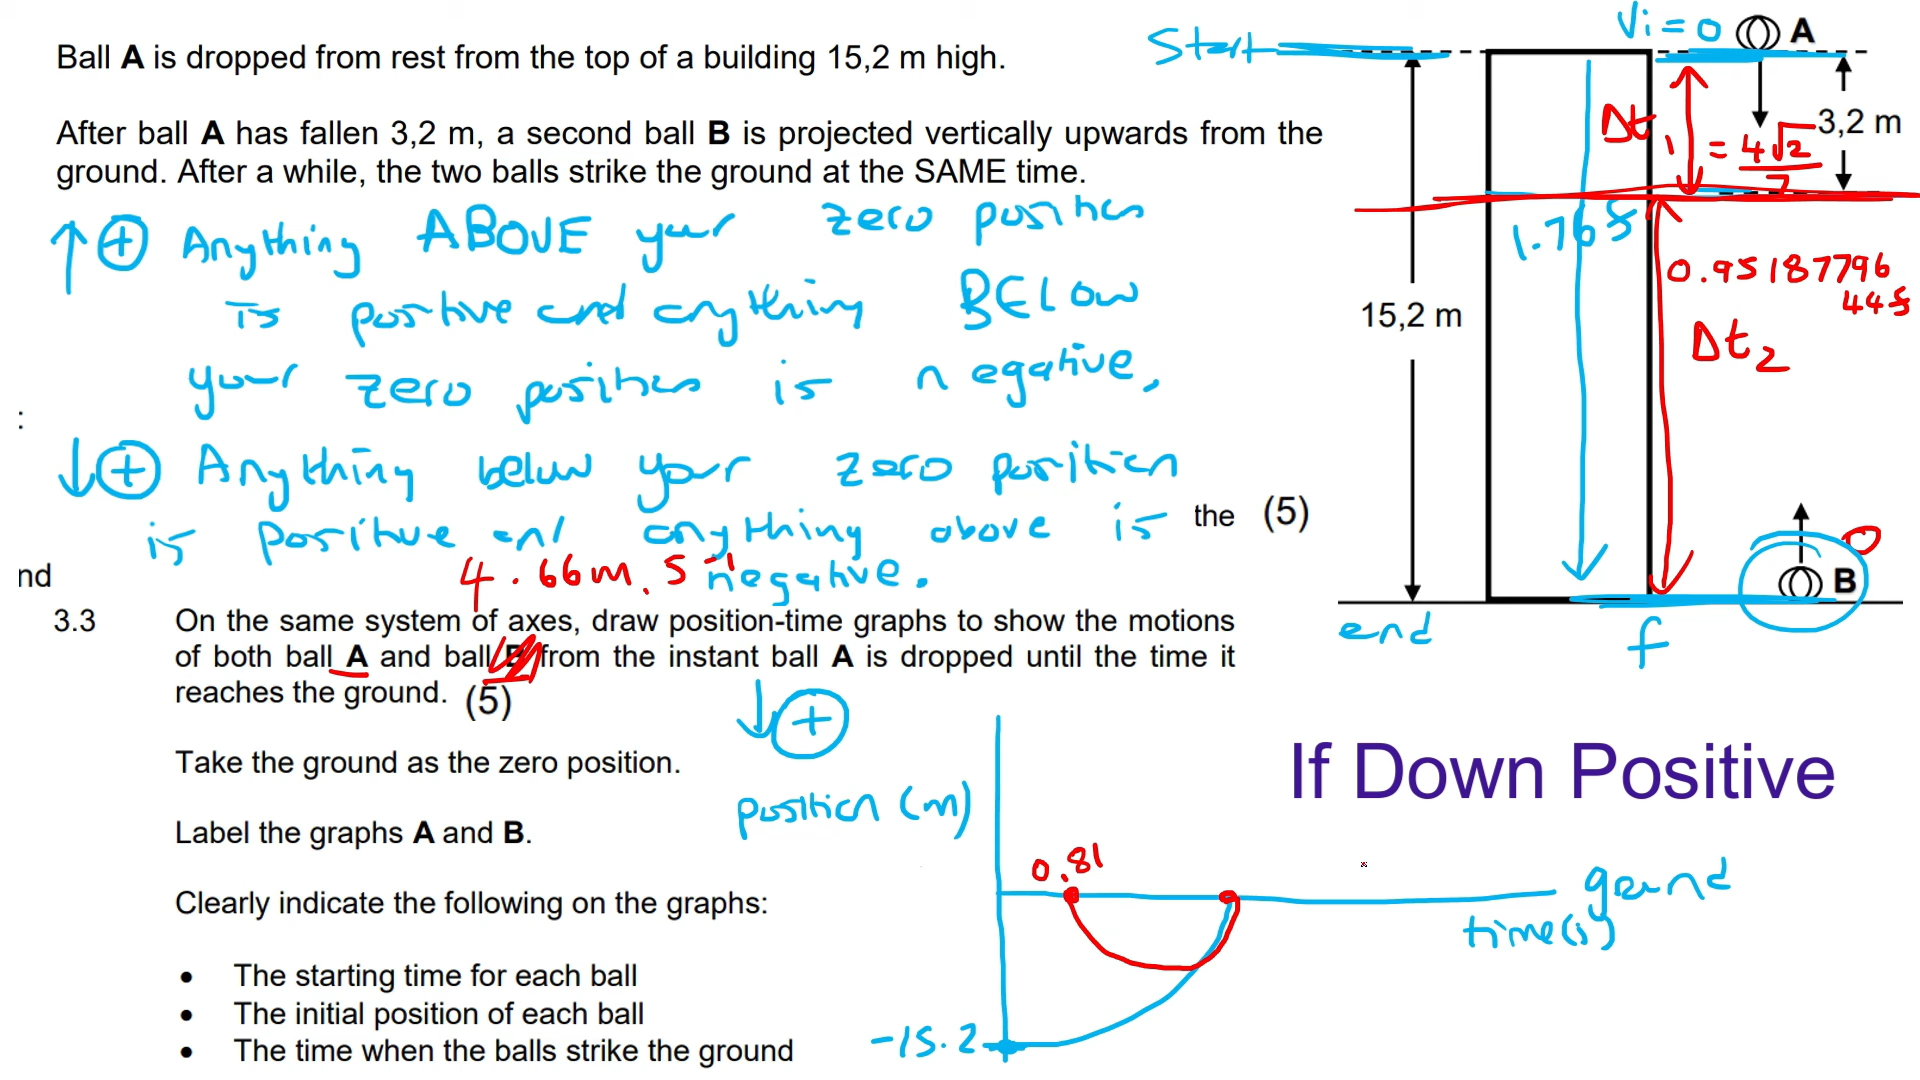 Ball A is dropped from rest from the top of a building 15,2 m high.
After ball A has fallen 3,2 m, a second ball B is projected vertically upwards from the
ground. After a while, the two balls strike the ground at the SAME time.
↑ + Anything ABOVE your zero position
is positive and anything BELOW
your zero position is negative.
:
↓ + Anything below your zero position
is positive and anything above is
the (5)
negative.
nd
4.66m.s-1
3.3 On the same system of axes, draw position-time graphs to show the motions
of both ball A and ball from the instant ball A is dropped until the time it
reaches the ground. (5)
Take the ground as the zero position.
Label the graphs A and B.
Clearly indicate the following on the graphs:
• The starting time for each ball
• The initial position of each ball
• The time when the balls strike the ground
Start
Vi = 0
A
3,2 m
Δt1 = 4√2/7
1.76s
0.95187796
44s
Δt2
15,2 m
0
B
end
f
↓ +
If Down Positive
position (m)
0.81
ground
time(s)
-15.2